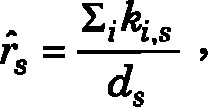 r̂_s = Σ_i k_{i,s} / d_s ,